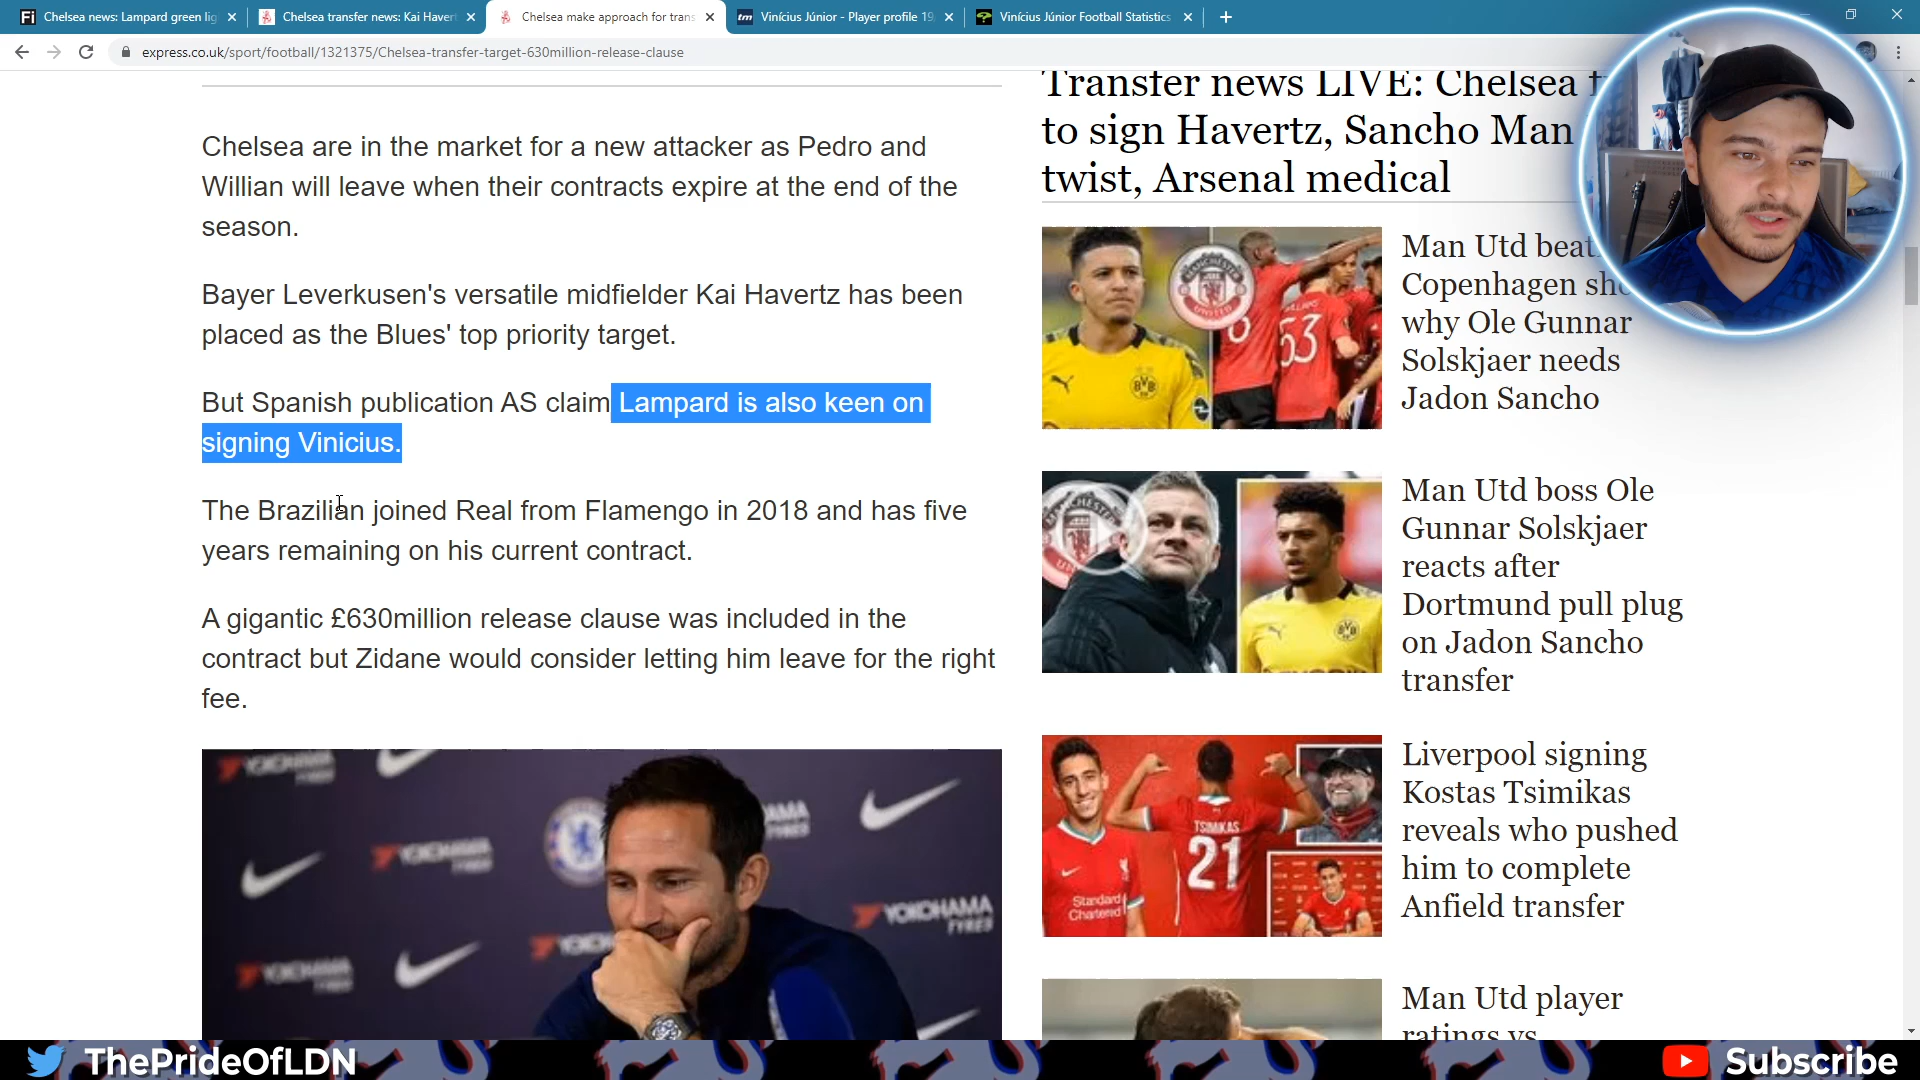 Chelsea news: Lampard green lig
Chelsea transfer news: Kai Havert
Chelsea make approach for trans
tm Vinícius Júnior - Player profile 19
Vinícius Júnior Football Statistics
express.co.uk/sport/football/1321375/Chelsea-transfer-target-630million-release-clause
Chelsea are in the market for a new attacker as Pedro and
Willian will leave when their contracts expire at the end of the
season.
Bayer Leverkusen's versatile midfielder Kai Havertz has been
placed as the Blues' top priority target.
But Spanish publication AS claim Lampard is also keen on
signing Vinicius.
The Brazilian joined Real from Flamengo in 2018 and has five
years remaining on his current contract.
A gigantic £630million release clause was included in the
contract but Zidane would consider letting him leave for the right
fee.
YOKOHAMA
YOKOHAMA
YOKOHAMA
Transfer news LIVE: Chelsea
to sign Havertz, Sancho Man
twist, Arsenal medical
Man Utd beat
Copenhagen
why Ole Gunnar
Solskjaer needs
Jadon Sancho
53
Man Utd boss Ole
Gunnar Solskjaer
reacts after
Dortmund pull plug
on Jadon Sancho
transfer
Liverpool signing
Kostas Tsimikas
reveals who pushed
him to complete
Anfield transfer
TSIMIKAS
21
Standard
Chartered
Man Utd player
ratings vs
ThePrideOfLDN
Subscribe